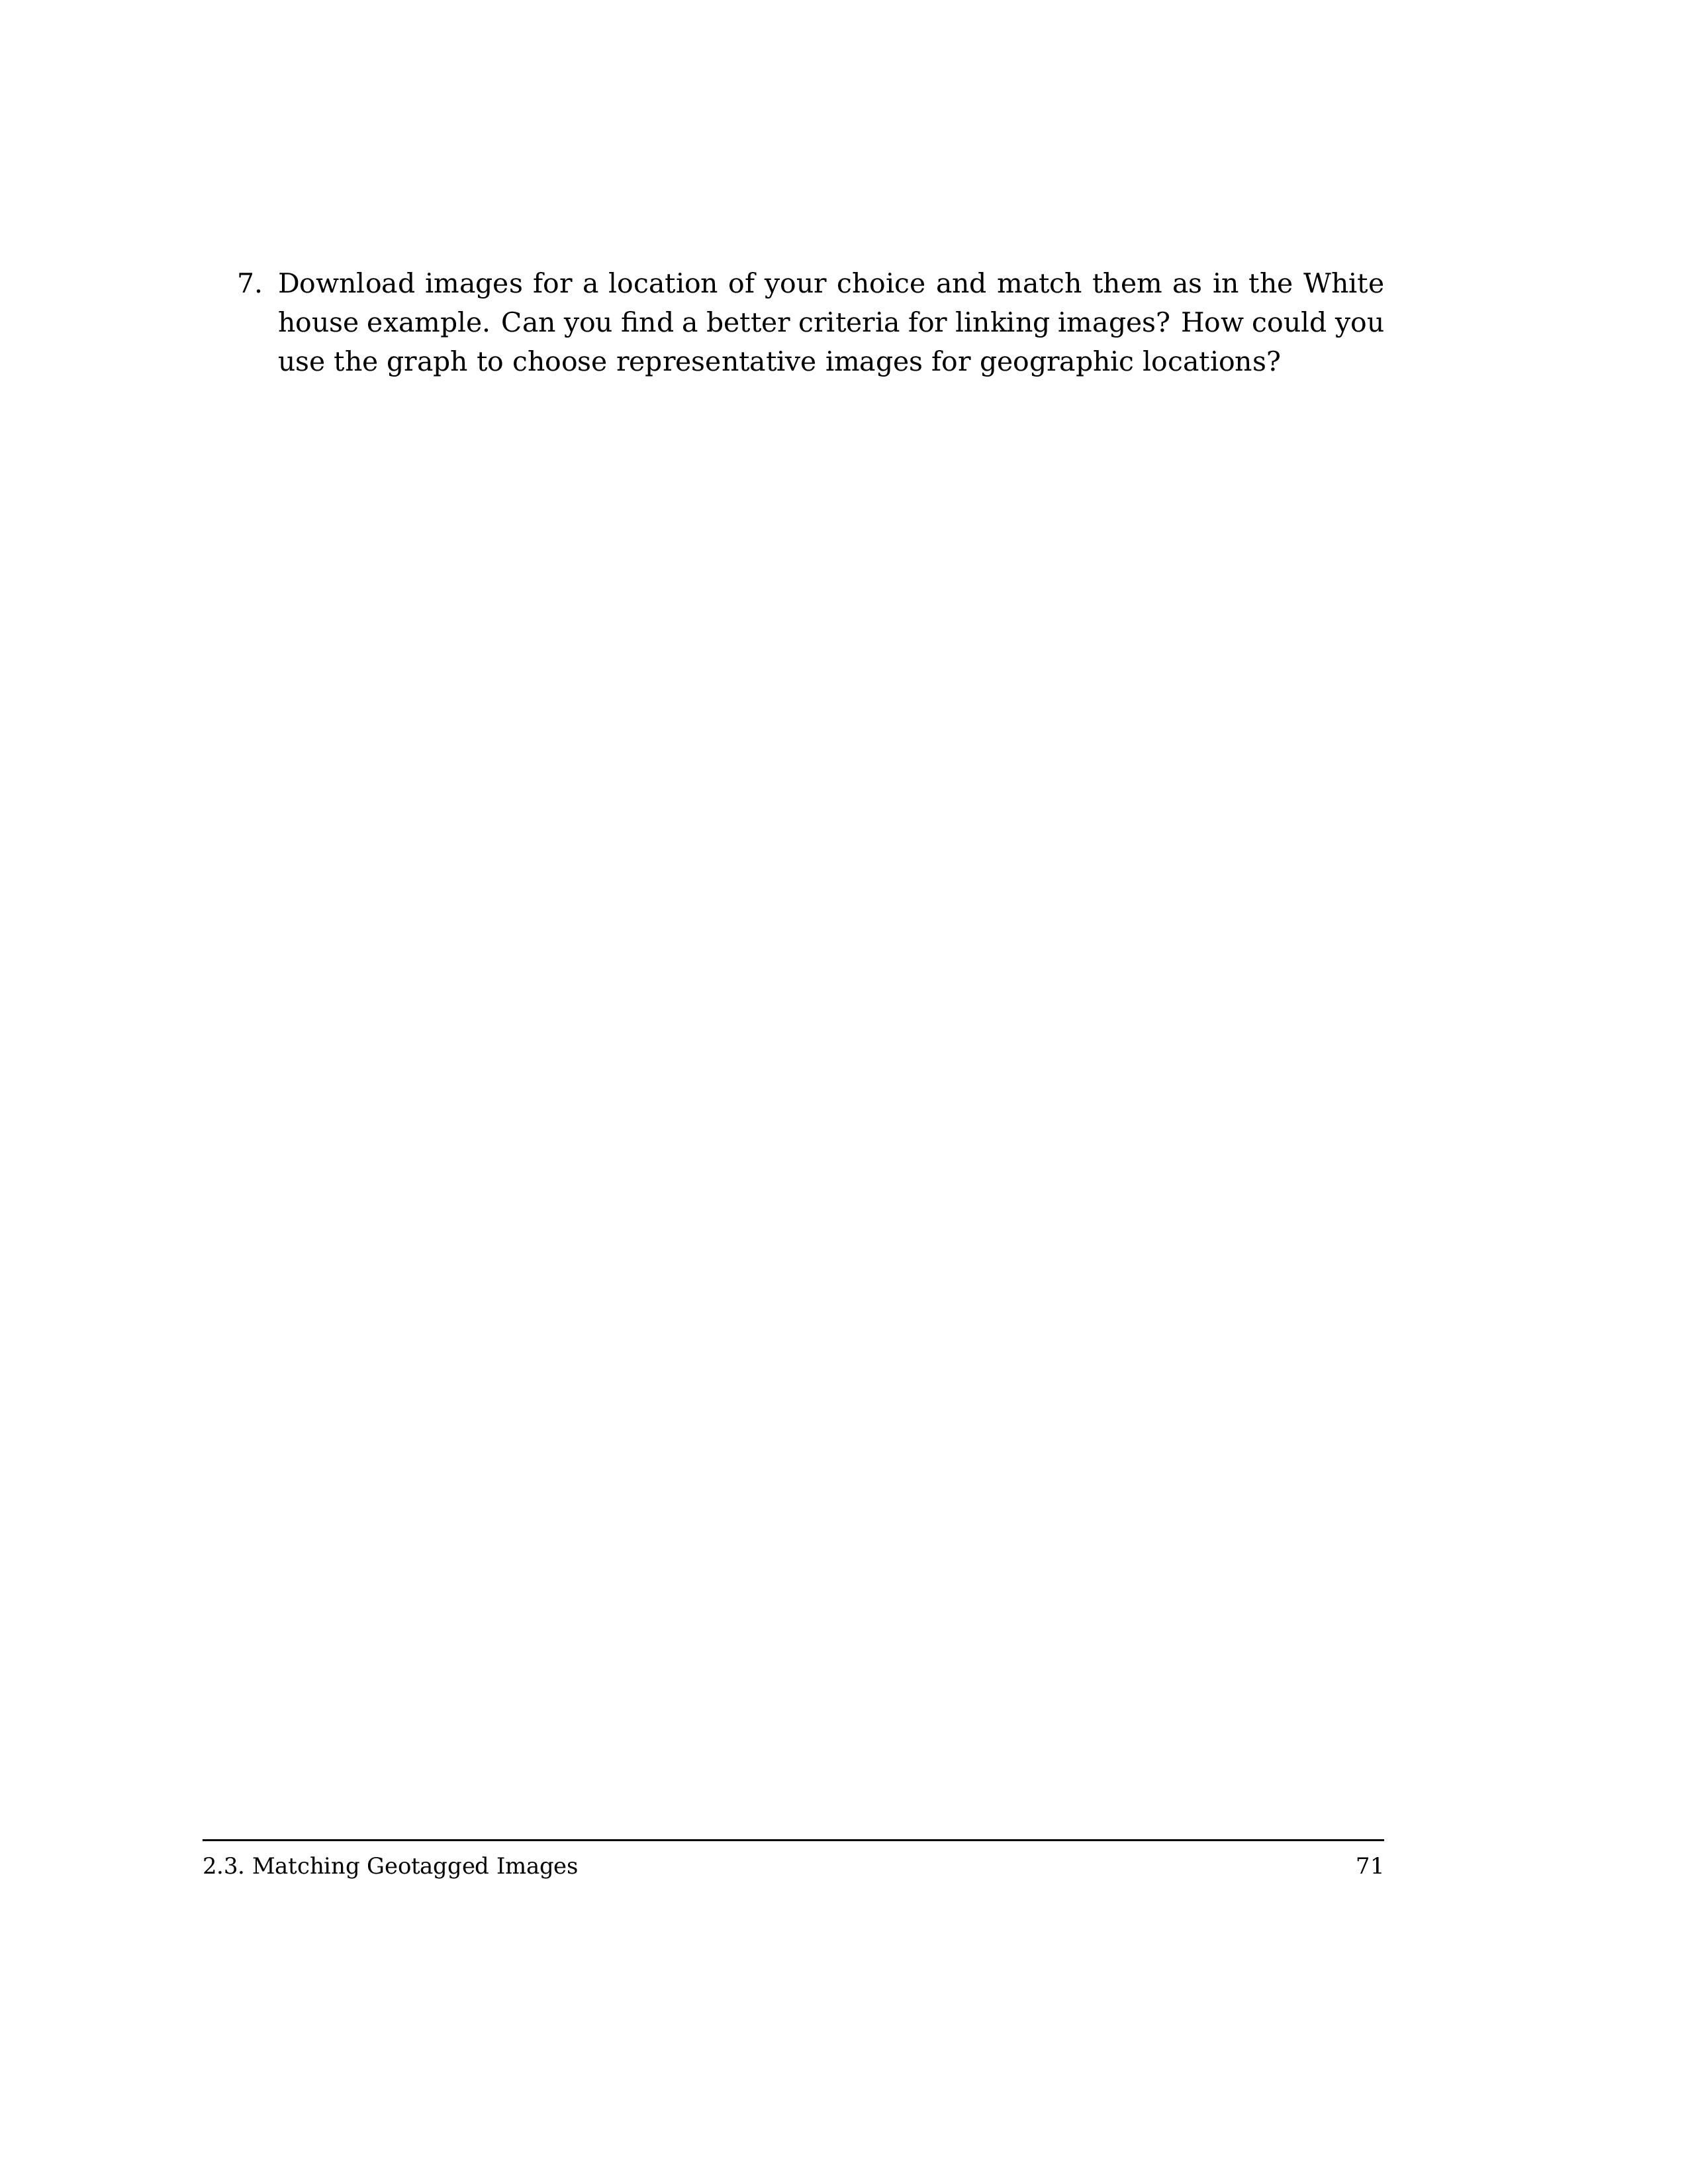 7. Download images for a location of your choice and match them as in the White
house example. Can you find a better criteria for linking images? How could you
use the graph to choose representative images for geographic locations?
2.3. Matching Geotagged Images 71